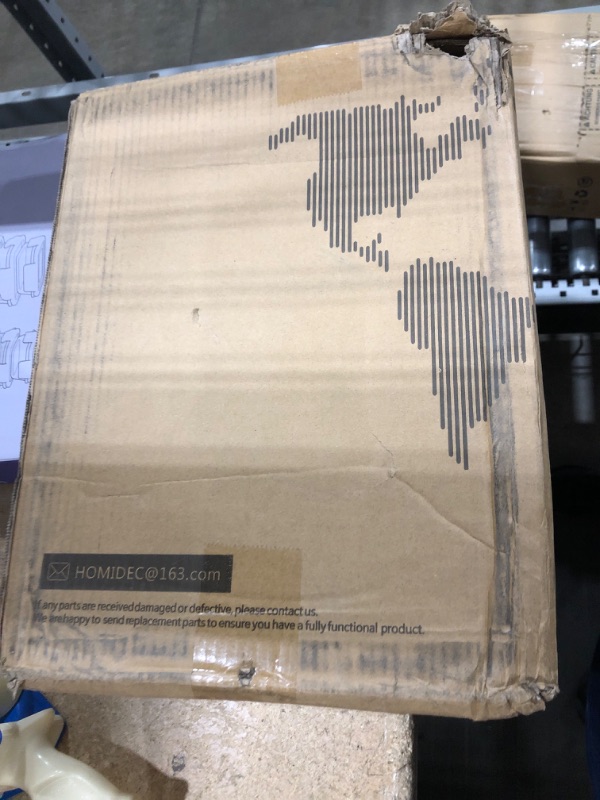 HOMIDEC@163.com
If any parts are received damaged or defective, please contact us.
We are happy to send replacement parts to ensure you have a fully functional product.